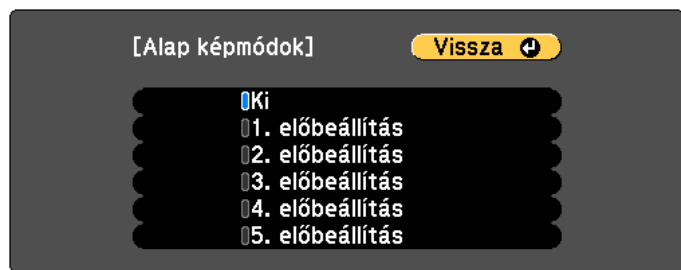 [Alap képmódok] Vissza
Ki
1. előbeállítás
2. előbeállítás
3. előbeállítás
4. előbeállítás
5. előbeállítás